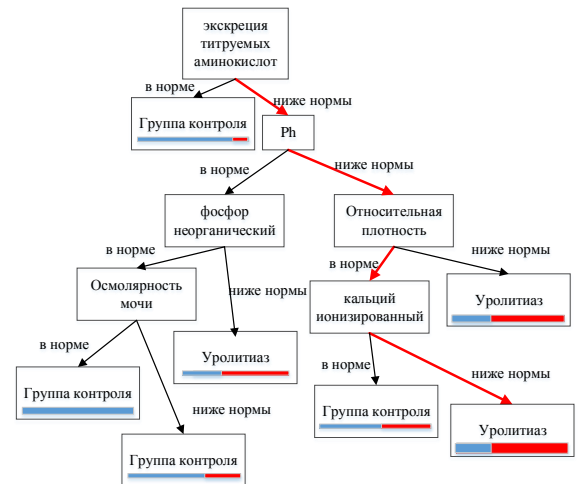 экскреция
титруемых
аминокислот
в норме
ниже нормы
Группа контроля
Ph
в норме
ниже нормы
фосфор
неорганический
Относительная
плотность
в норме
ниже нормы
в норме
ниже нормы
Осмолярность
мочи
кальций
ионизированный
Уролитиаз
в норме
ниже нормы
Уролитиаз
в норме
ниже нормы
Группа контроля
Группа контроля
Группа контроля
Уролитиаз